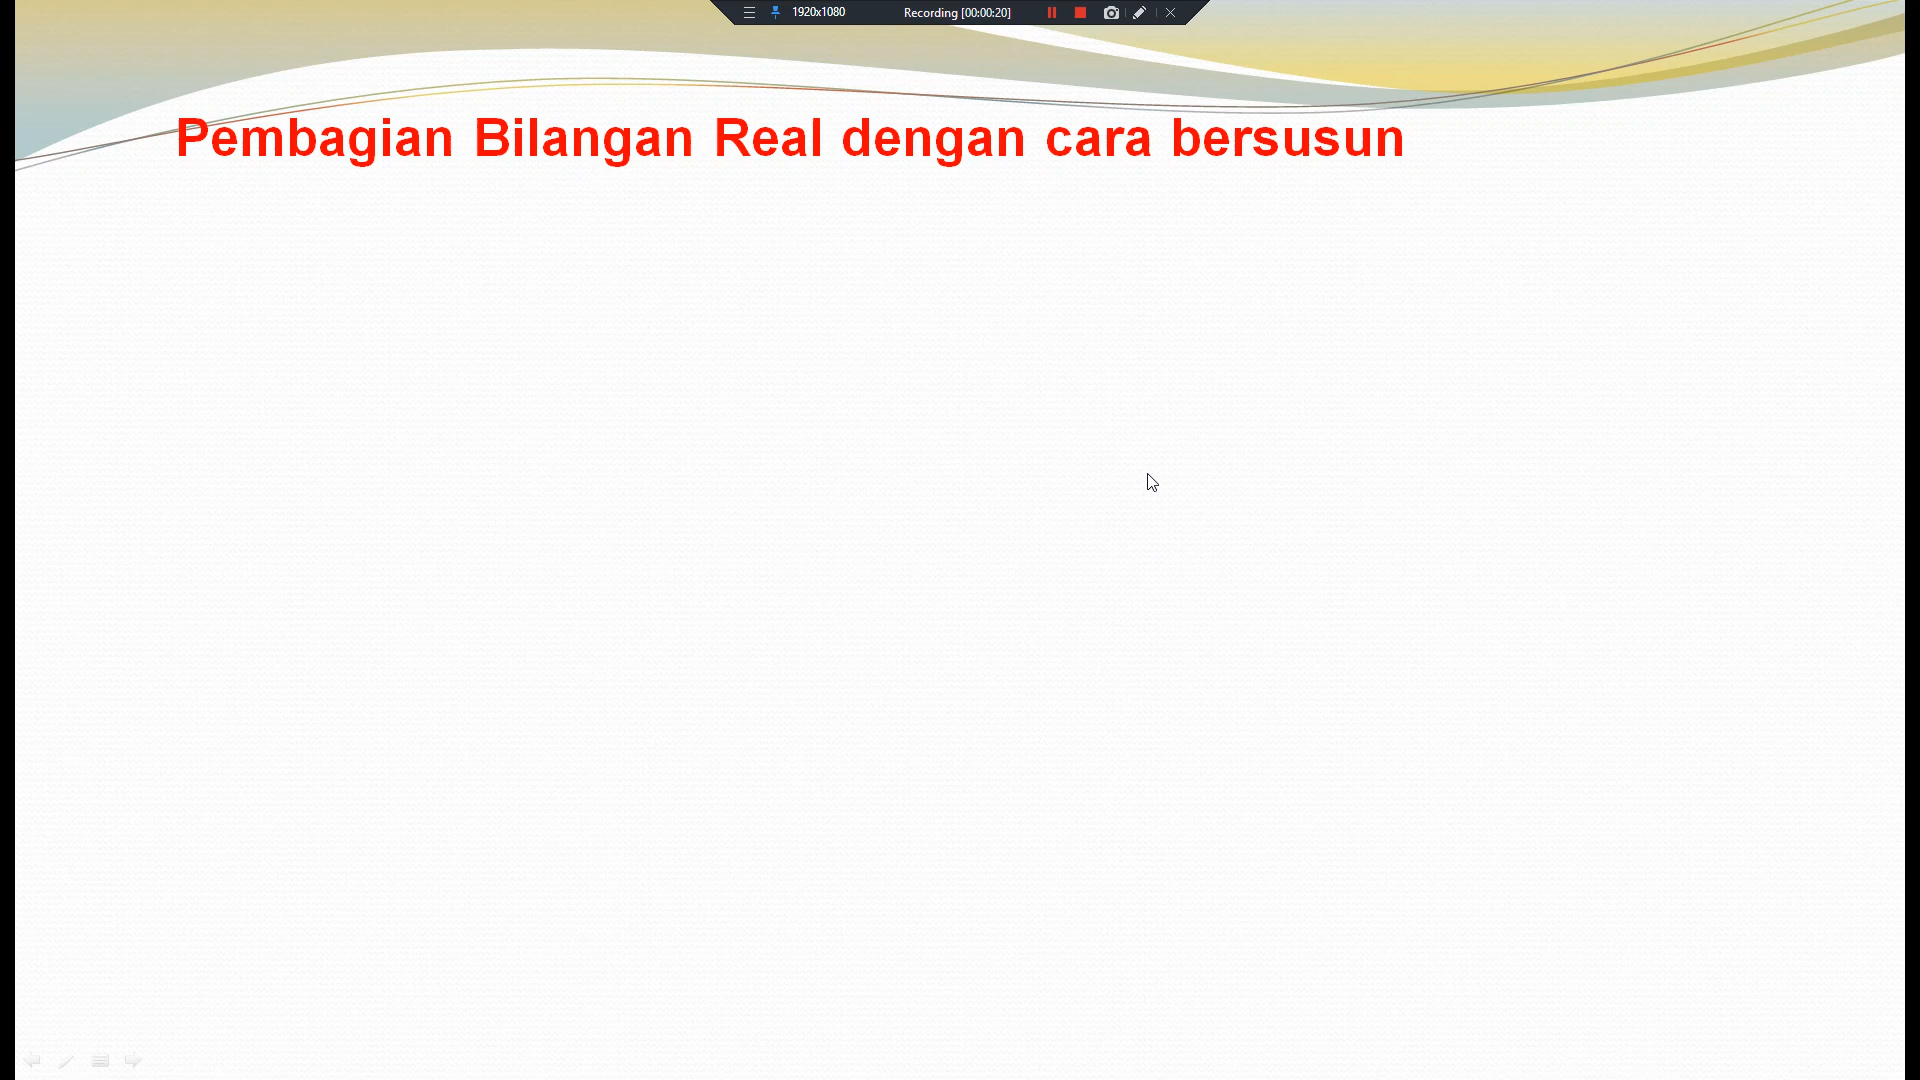 1920x1080 Recording [00:00:20]
Pembagian Bilangan Real dengan cara bersusun